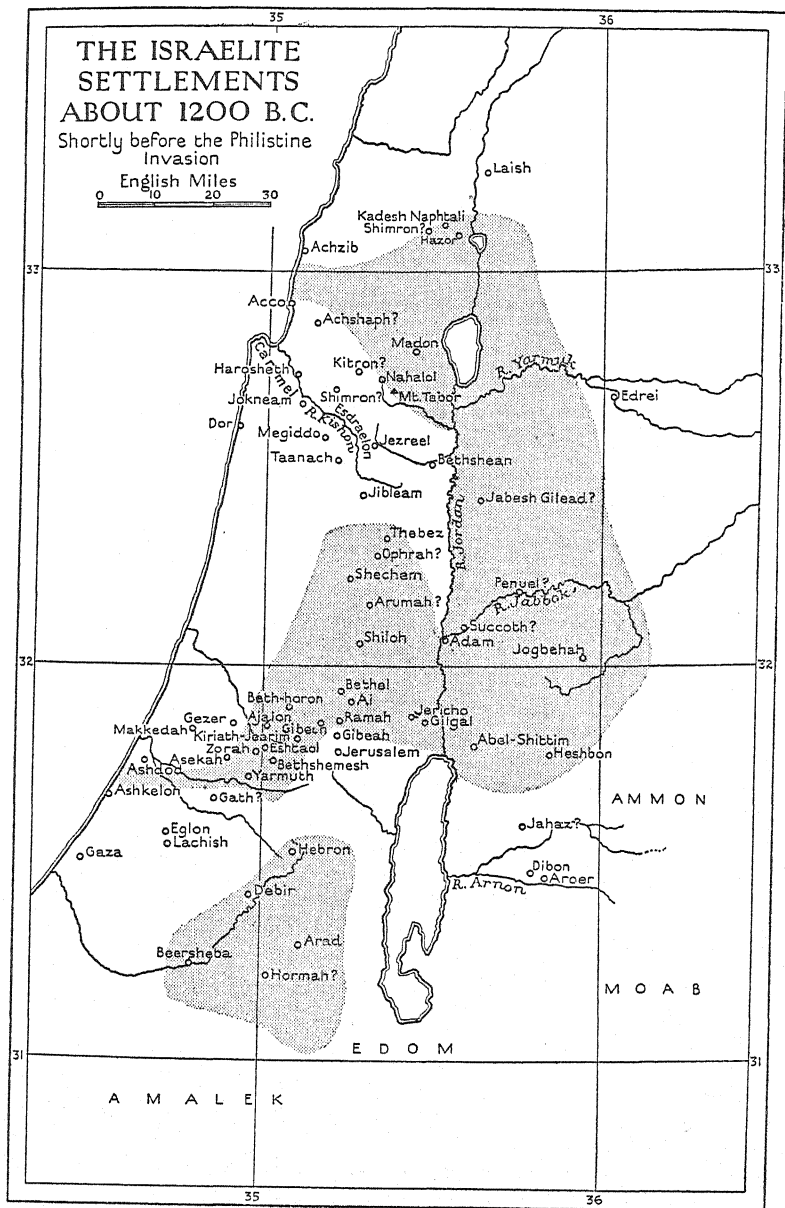 35
36
THE ISRAELITE
SETTLEMENTS
ABOUT 1200 B.C.
Shortly before the Philistine
Invasion
English Miles
0 10 20 30
Laish
Kadesh Naphtali
Shimron?
Hazor
Achzib
33
33
Acco
Achshaph?
Madon
R. Yarmuk
Harosheth
Carmel
Kitron?
Nahalol
Mt. Tabor
Shimron?
Edrei
Jokneam
R. Kishon
Esdraelon
Dor
Megiddo
Jezreel
Taanach
Bethshean
Jibleam
Jabesh Gilead?
R. Jordan
Thebez
Ophrah?
Shechem
Penuel?
R. Jabbok
Arumah?
Succoth?
Shiloh
Adam
Jogbehah
32
32
Bethel
Beth-horon
Ai
Gezer
Ajalon
Ramah
Jericho
Makkedah
Kiriath-Jearim
Gibeon
Gibeah
Gilgal
Zorah
Eshtaol
Jerusalem
Abel-Shittim
Heshbon
Asekah
Bethshemesh
Ashdod
Yarmuth
Ashkelon
Gath?
AMMON
Eglon
Lachish
Jahaz?
Gaza
Hebron
Dibon
Aroer
R. Arnon
Debir
Arad
Beersheba
Hormah?
MOAB
EDOM
31
31
AMALEK
35
36